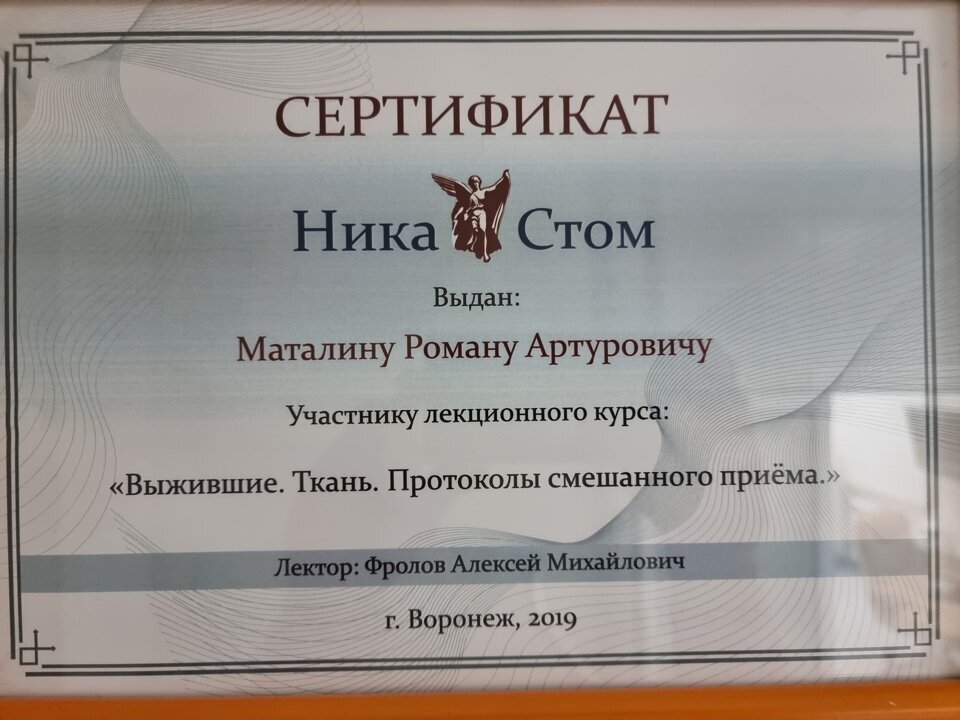 СЕРТИФИКАТ
Ника Стом
Выдан:
Маталину Роману Артуровичу
Участнику лекционного курса:
«Выжившие. Ткань. Протоколы смешанного приёма.»
Лектор: Фролов Алексей Михайлович
г. Воронеж, 2019